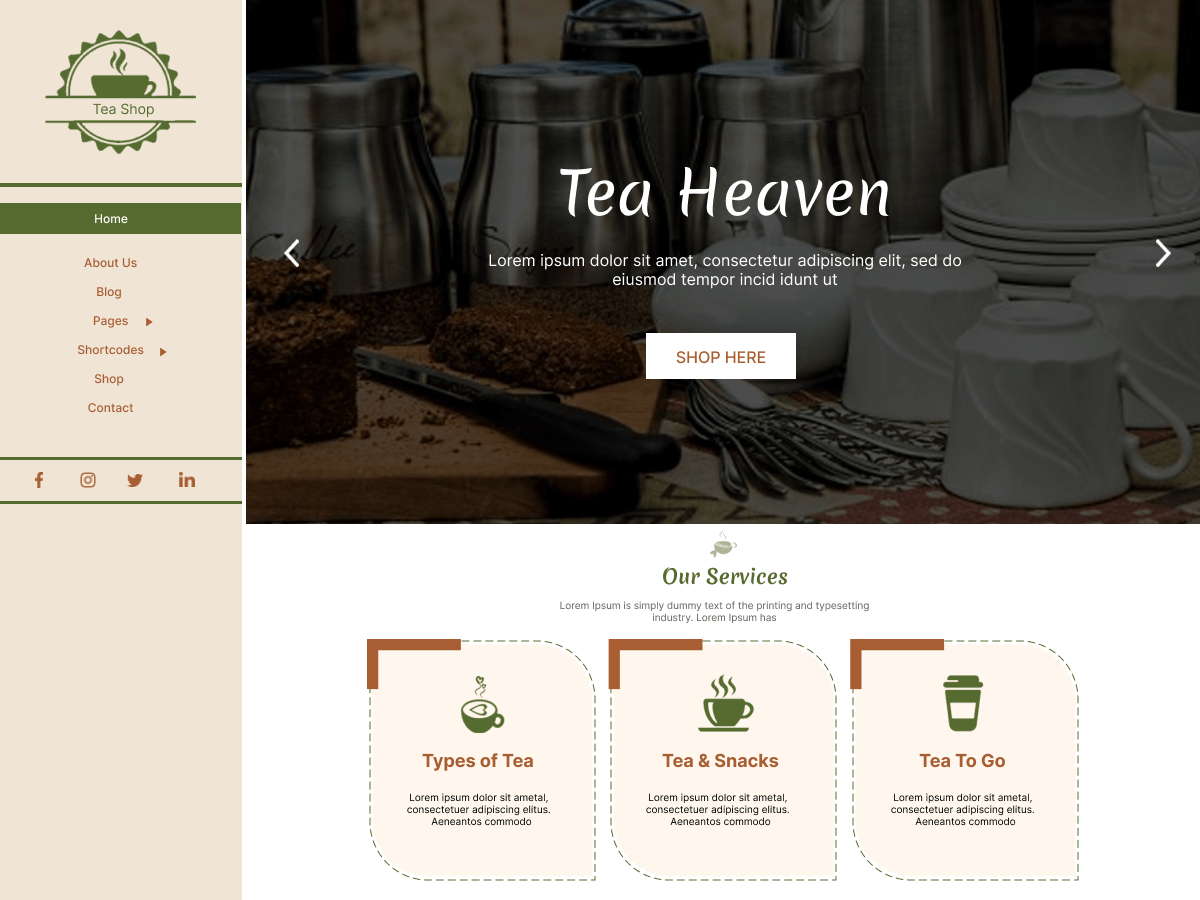 Tea Shop
Home
About Us
Blog
Pages
Shortcodes
Shop
Contact
Coffee
Sugar
Tea Heaven
Lorem ipsum dolor sit amet, consectetur adipiscing elit, sed do
eiusmod tempor incid idunt ut
SHOP HERE
Our Services
Lorem Ipsum is simply dummy text of the printing and typesetting
industry. Lorem Ipsum has
Types of Tea
Lorem ipsum dolor sit ametal,
consectetuer adipiscing elitus.
Aeneantos commodo
Tea & Snacks
Lorem ipsum dolor sit ametal,
consectetuer adipiscing elitus.
Aeneantos commodo
Tea To Go
Lorem ipsum dolor sit ametal,
consectetuer adipiscing elitus.
Aeneantos commodo